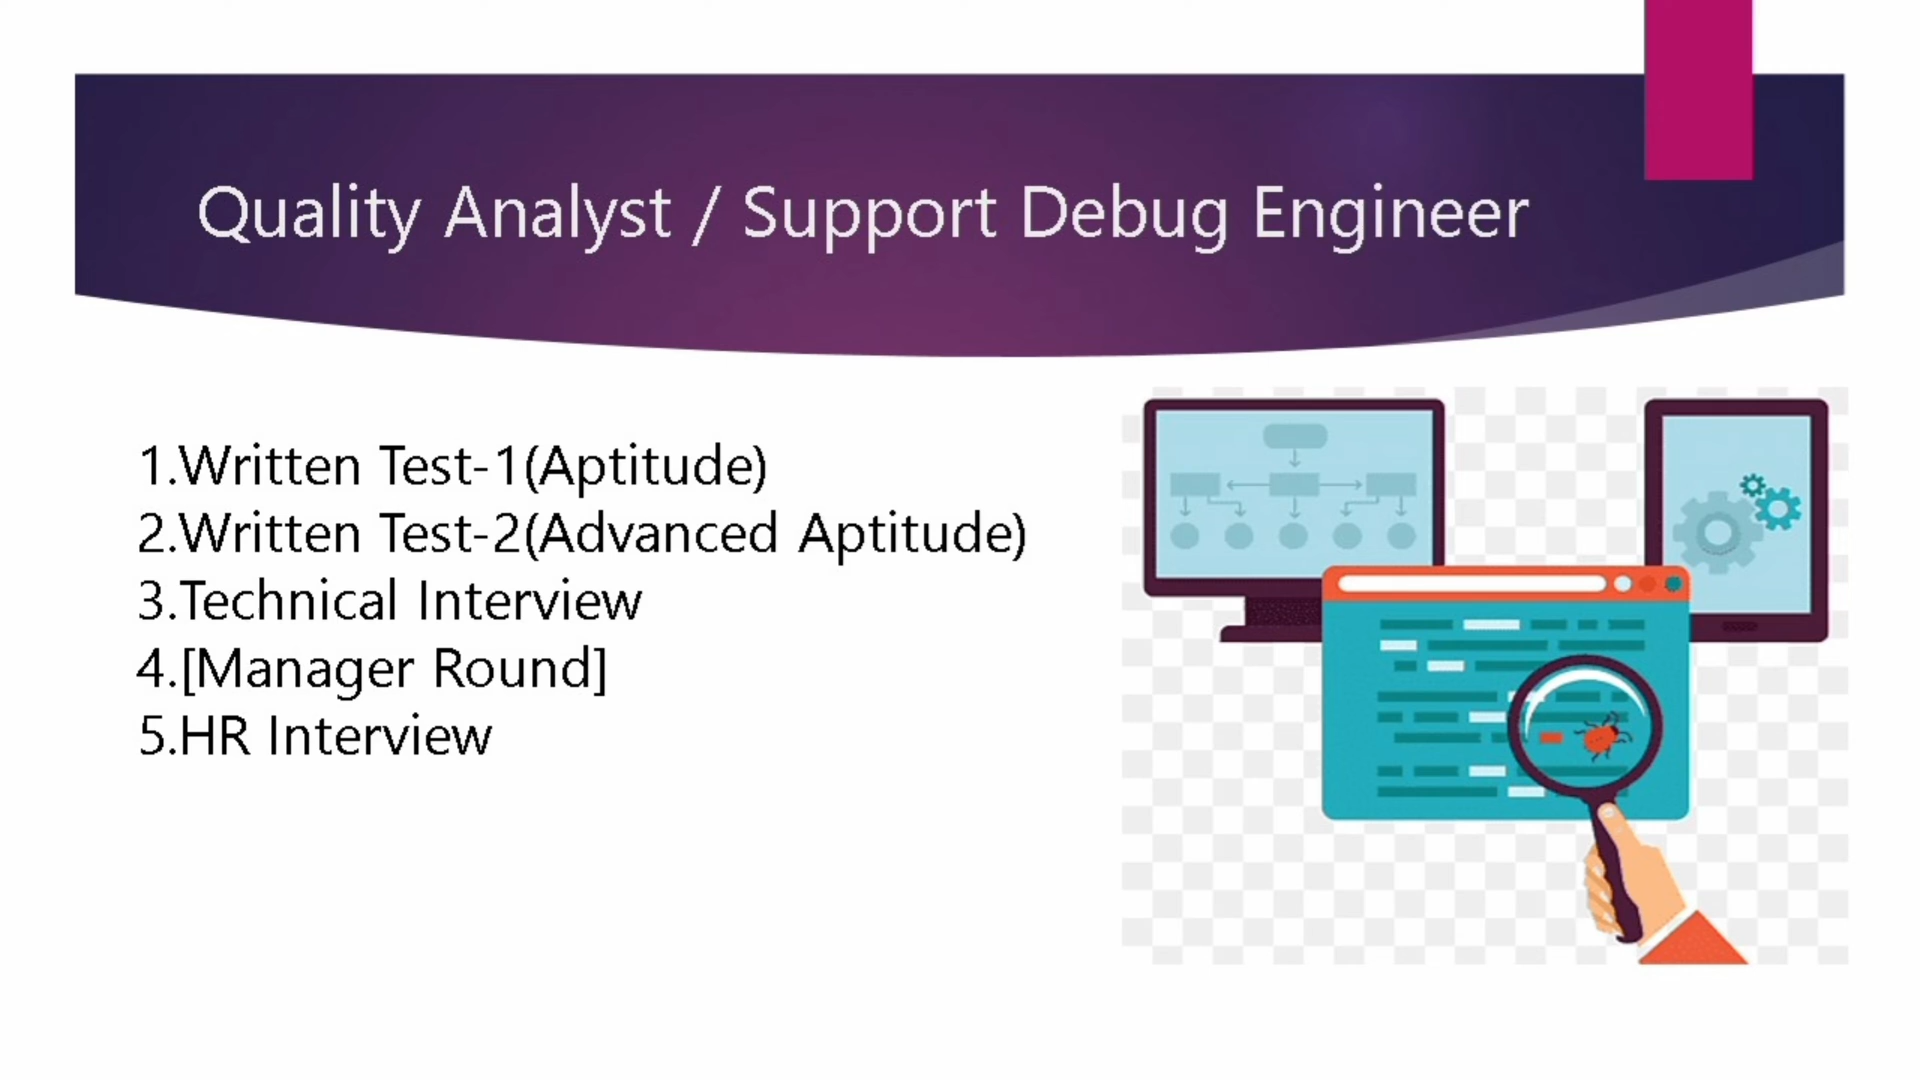 Quality Analyst / Support Debug Engineer
1.Written Test-1(Aptitude)
2.Written Test-2(Advanced Aptitude)
3.Technical Interview
4.[Manager Round]
5.HR Interview